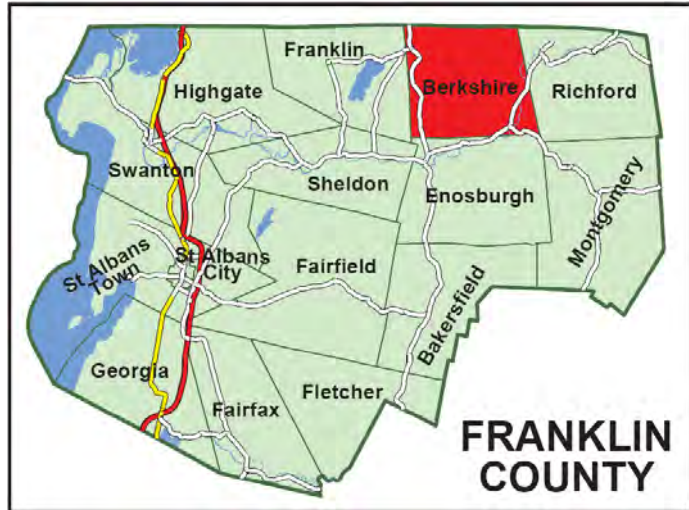 Franklin
Berkshire
Richford
Highgate
Swanton
Sheldon
Enosburgh
Montgomery
St Albans
Town
St Albans
City
Fairfield
Bakersfield
Georgia
Fletcher
Fairfax
FRANKLIN
COUNTY